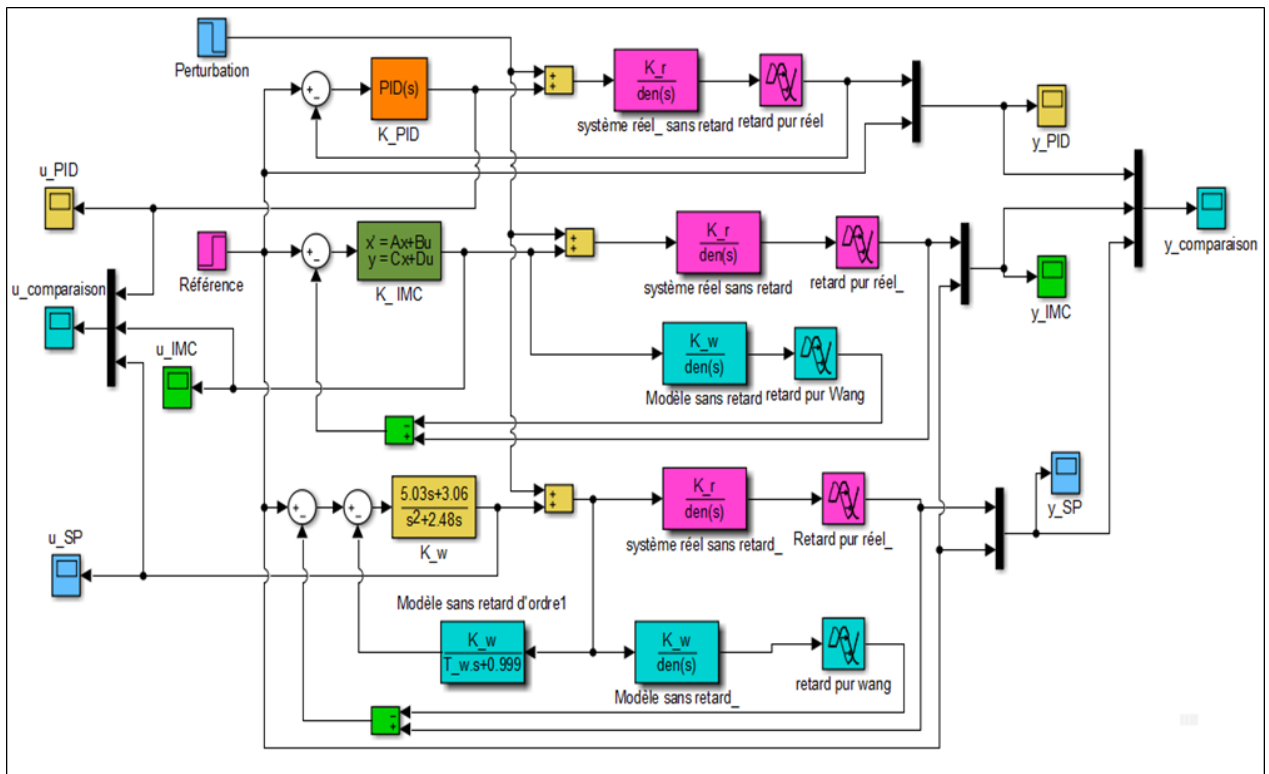 Perturbation
+
−
PID(s)
K_PID
+
+
K_r
den(s)
système réel_ sans retard
retard pur réel
y_PID
u_PID
Référence
+
−
x' = Ax+Bu
y = Cx+Du
K_ IMC
+
+
K_r
den(s)
système réel sans retard
retard pur réel_
y_comparaison
y_IMC
u_comparaison
u_IMC
K_w
den(s)
Modèle sans retard
retard pur Wang
−
+
+
−
+
−
5.03s+3.06
s2+2.48s
K_w
+
+
K_r
den(s)
système réel sans retard_
Retard pur réel_
y_SP
u_SP
Modèle sans retard d'ordre1
K_w
T_w.s+0.999
K_w
den(s)
Modèle sans retard_
retard pur wang
−
+